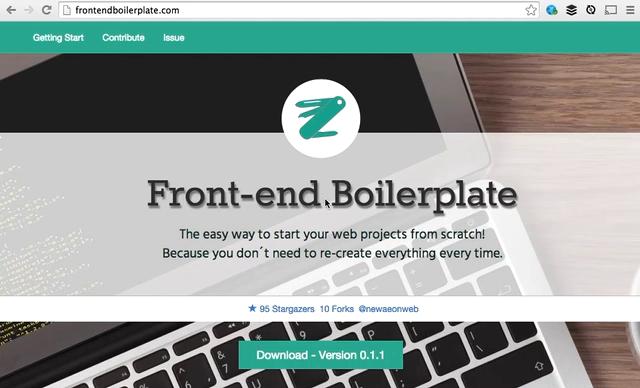 frontendboilerplate.com
Getting Start Contribute Issue
Front-end Boilerplate
The easy way to start your web projects from scratch!
Because you don´t need to re-create everything every time.
★ 95 Stargazers 10 Forks @newaeonweb
Download - Version 0.1.1